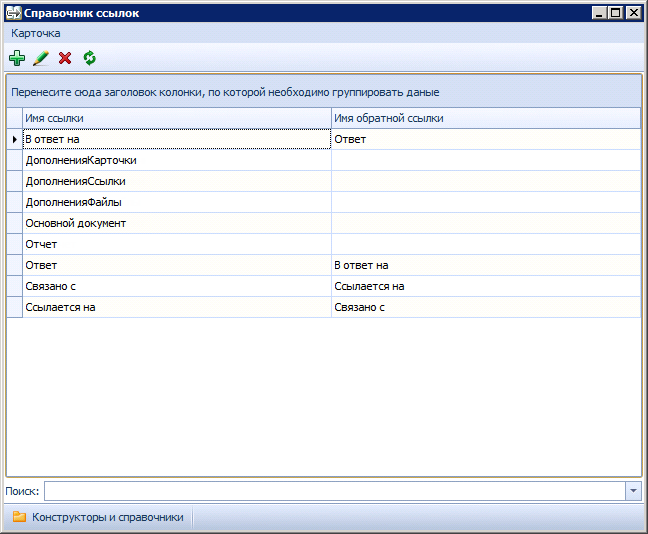 Справочник ссылок
Карточка
Перенесите сюда заголовок колонки, по которой необходимо группировать даные
Имя ссылки Имя обратной ссылки
В ответ на Ответ
ДополненияКарточки
ДополненияСсылки
ДополненияФайлы
Основной документ
Отчет
Ответ В ответ на
Связано с Ссылается на
Ссылается на Связано с
Поиск:
Конструкторы и справочники